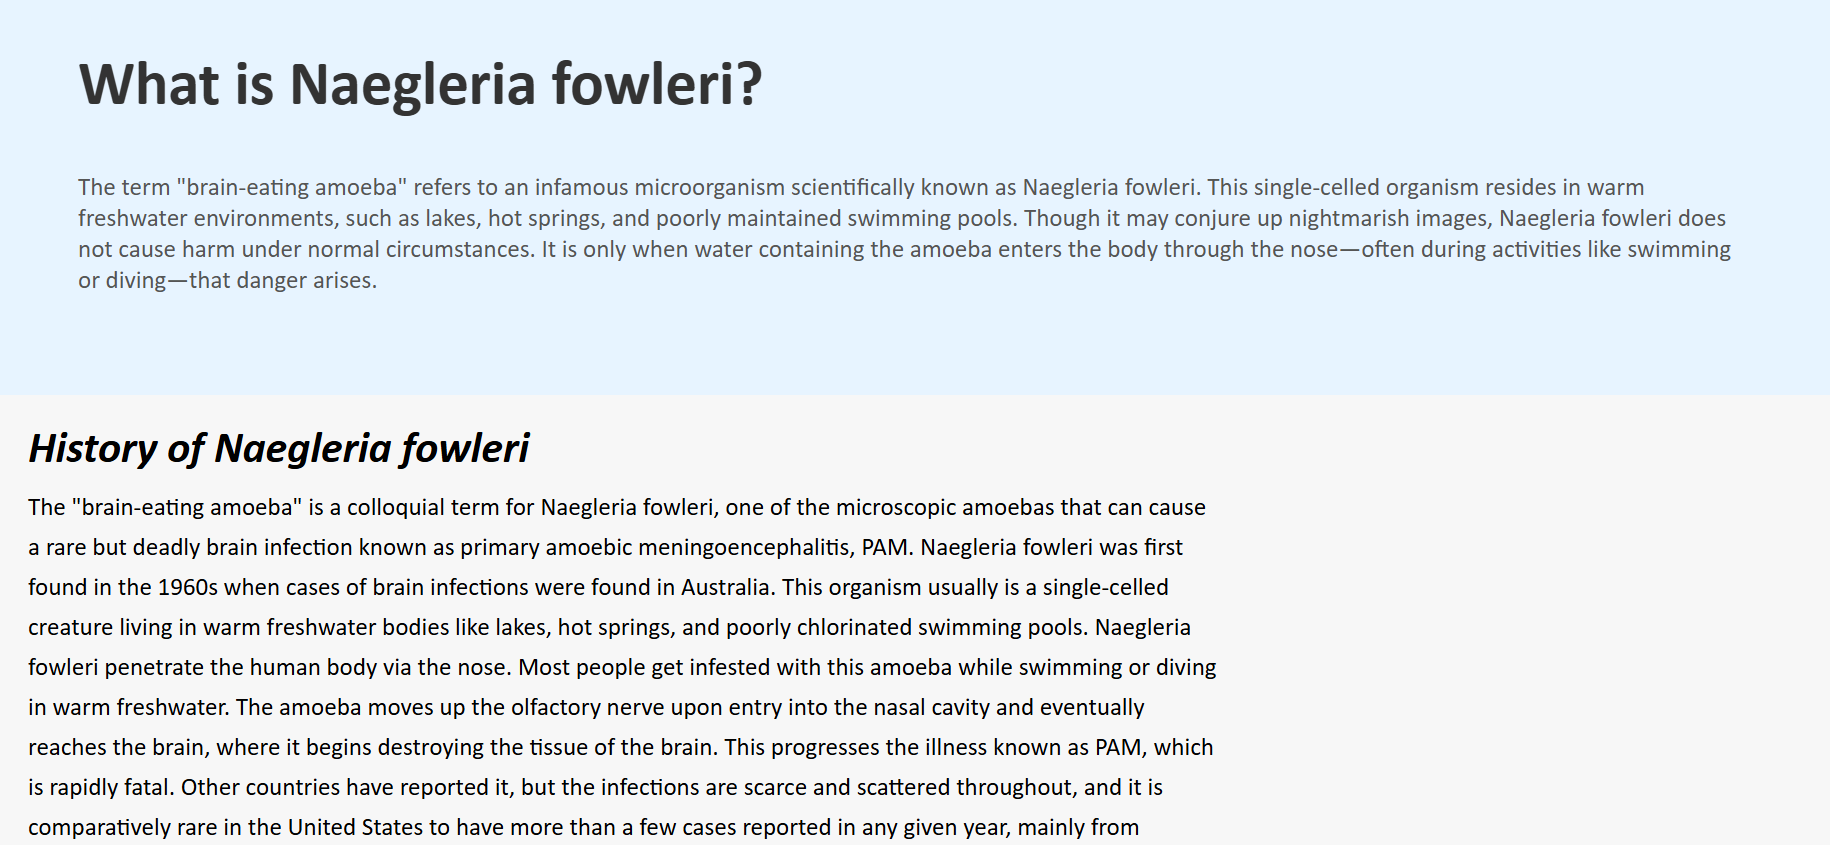 What is Naegleria fowleri?
The term "brain-eating amoeba" refers to an infamous microorganism scientifically known as Naegleria fowleri. This single-celled organism resides in warm
freshwater environments, such as lakes, hot springs, and poorly maintained swimming pools. Though it may conjure up nightmarish images, Naegleria fowleri does
not cause harm under normal circumstances. It is only when water containing the amoeba enters the body through the nose—often during activities like swimming
or diving—that danger arises.
History of Naegleria fowleri
The "brain-eating amoeba" is a colloquial term for Naegleria fowleri, one of the microscopic amoebas that can cause
a rare but deadly brain infection known as primary amoebic meningoencephalitis, PAM. Naegleria fowleri was first
found in the 1960s when cases of brain infections were found in Australia. This organism usually is a single-celled
creature living in warm freshwater bodies like lakes, hot springs, and poorly chlorinated swimming pools. Naegleria
fowleri penetrate the human body via the nose. Most people get infested with this amoeba while swimming or diving
in warm freshwater. The amoeba moves up the olfactory nerve upon entry into the nasal cavity and eventually
reaches the brain, where it begins destroying the tissue of the brain. This progresses the illness known as PAM, which
is rapidly fatal. Other countries have reported it, but the infections are scarce and scattered throughout, and it is
comparatively rare in the United States to have more than a few cases reported in any given year, mainly from